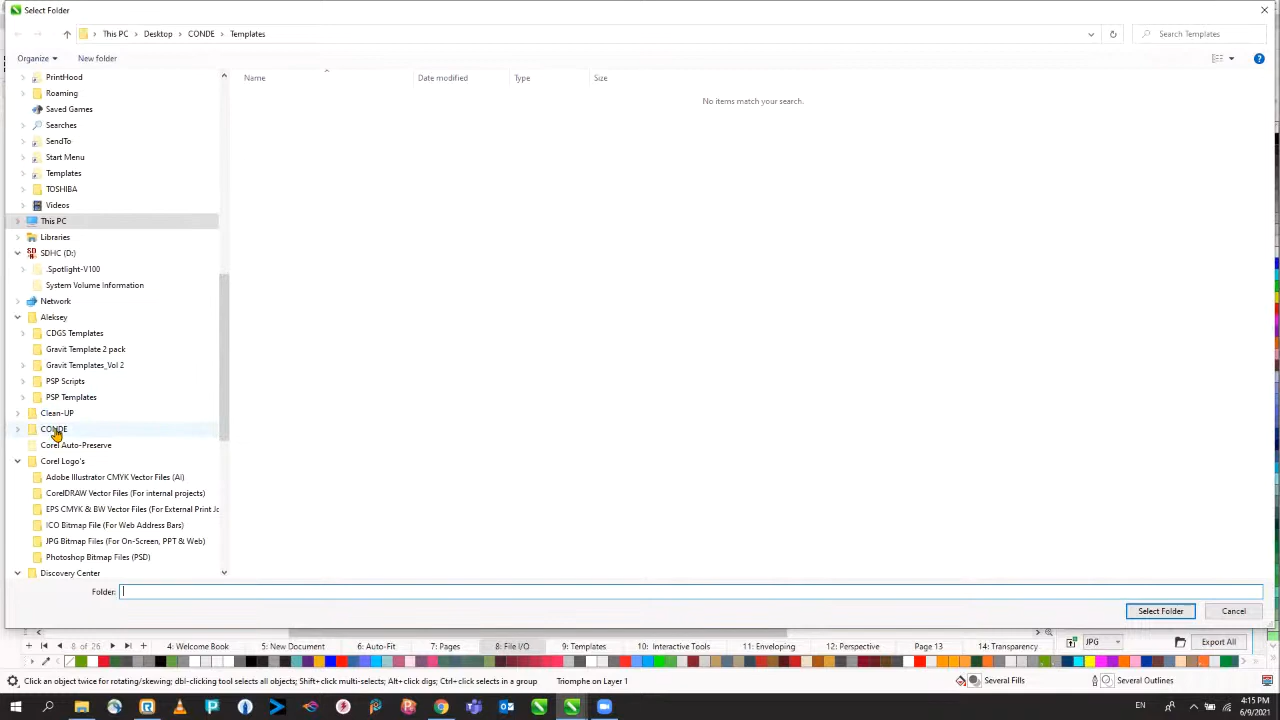 Select Folder
This PC > Desktop > CONDE > Templates
Search Templates
Organize
New folder
Name
Date modified
Type
Size
No items match your search.
PrintHood
Roaming
Saved Games
Searches
SendTo
Start Menu
Templates
TOSHIBA
Videos
This PC
Libraries
SDHC (D:)
.Spotlight-V100
System Volume Information
Network
Aleksey
CDGS Templates
Gravit Template 2 pack
Gravit Templates_Vol 2
PSP Scripts
PSP Templates
Clean-UP
CONDE
Corel Auto-Preserve
Corel Logo's
Adobe Illustrator CMYK Vector Files (AI)
CorelDRAW Vector Files (For internal projects)
EPS CMYK & BW Vector Files (For External Print Jo
ICO Bitmap File (For Web Address Bars)
JPG Bitmap Files (For On-Screen, PPT & Web)
Photoshop Bitmap Files (PSD)
Discovery Center
Folder:
Select Folder
Cancel
8 of 26
4: Welcome Book
5: New Document
6: Auto-Fit
7: Pages
8: File I/O
9: Templates
10: Interactive Tools
11: Enveloping
12: Perspective
Page 13
14: Transparency
JPG
Export All
Click an object twice for rotating/skewing; dbl-clicking tool selects all objects; Shift+click multi-selects; Alt+click digs; Ctrl+click selects in a group
Triomphe on Layer 1
Several Fills
Several Outlines
EN
4:15 PM
6/9/2021